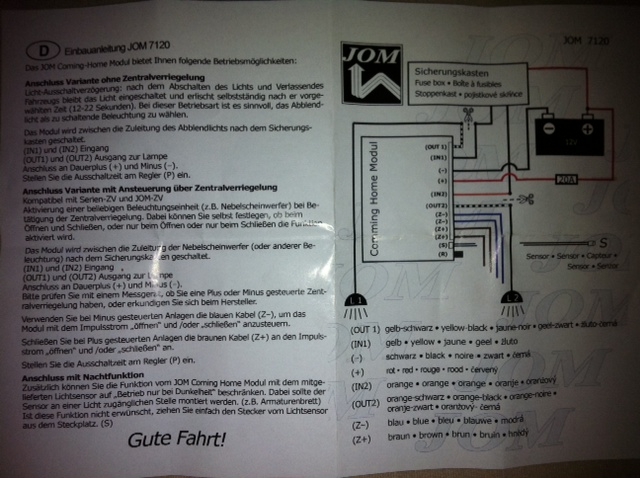 D Einbauanleitung JOM 7120
Das JOM Coming-Home Modul bietet Ihnen folgende Betriebsmöglichkeiten:
Anschluss Variante ohne Zentralverriegelung
Licht-Ausschaltverzögerung: nach dem Abschalten des Lichts und Verlassedes
Fahrzeugs bleibt das Licht eingeschaltet und erlischt selbstständig nach er vorge-
wählten Zeit (12-22 Sekunden). Bei dieser Betriebsart ist es sinnvoll, das Abblend-
licht als zu schaltende Beleuchtung zu wählen.
Das Modul wird zwischen die Zuleitung des Abblendlichts nach dem Sicherungs-
kasten geschaltet.
(IN1) und (IN2) Eingang
(OUT1) und (OUT2) Ausgang zur Lampe
Anschluss an Dauerplus (+) und Minus (−).
Stellen Sie die Ausschaltzeit am Regler (P) ein.
Anschluss Variante mit Ansteuerung über Zentralverriegelung
Kompatibel mit Serien-ZV und JOM-ZV
Aktivierung einer beliebigen Beleuchtungseinheit (z.B. Nebelscheinwerfer) bei Be-
tätigung der Zentralverriegelung. Dabei können Sie selbst festlegen, ob beim
Öffnen und Schließen, oder nur beim Öffnen oder nur beim Schließen die Funktion
aktiviert wird.
Das Modul wird zwischen die Zuleitung der Nebelscheinwerfer (oder anderer Be-
leuchtung) nach dem Sicherungskasten geschaltet.
(IN1) und (IN2) Eingang
(OUT1) und (OUT2) Ausgang zur Lampe
Anschluss an Dauerplus (+) und Minus (−).
Bitte prüfen Sie mit einem Messgerät, ob Sie eine Plus oder Minus gesteuerte Zent-
ralverriegelung haben, oder erkundigen Sie sich beim Hersteller.
Verwenden Sie bei Minus gesteuerten Anlagen die blauen Kabel (Z−), um das
Modul mit dem Impulsstrom „öffnen" und /oder „schließen" anzusteuern.
Schließen Sie bei Plus gesteuerten Anlagen die braunen Kabel (Z+) an den Impuls-
strom „öffnen" und /oder „schließen" an.
Stellen Sie die Ausschaltzeit am Regler (P) ein.
Anschluss mit Nachtfunktion
Zusätzlich können Sie die Funktion vom JOM Coming Home Modul mit dem mitge-
lieferten Lichtsensor auf „Betrieb nur bei Dunkelheit" beschränken. Dabei sollte der
Sensor an einer Licht zugänglichen Stelle montiert werden. (z.B. Armaturenbrett)
Ist diese Funktion nicht erwünscht, ziehen Sie einfach den Stecker vom Lichtsensor
aus dem Steckplatz. (S)
Gute Fahrt!
JOM 7120
JOM
Sicherungskasten
Fuse box • Boîte à fusibles
Stoppenkast • pojistkové skříňce
12V
20A
Comming Home Modul
(OUT 1)
(IN1)
(-)
(+)
(IN2)
(OUT2)
(Z−)
(Z−)
(Z+)
(Z+)
(S)
(R)
S
Sensor • Sensor • Capteur •
Sensor • Senzor
L 1
L 2
(OUT 1) gelb-schwarz • yellow-black • jaune-noir • geel-zwart • žluto-černá
(IN1) gelb • yellow • jaune • geel • žluto
(−) schwarz • black • noire • zwart • černá
(+) rot • red • rouge • rood • červený
(IN2) orange • orange • orange • oranje • oranžový
(OUT2) orange-schwarz • orange-black • orange-noire •
oranje-zwart • oranžový- černá
(Z−) blau • blue • bleu • blauwe • modrá
(Z+) braun • brown • brun • bruin • hnědý